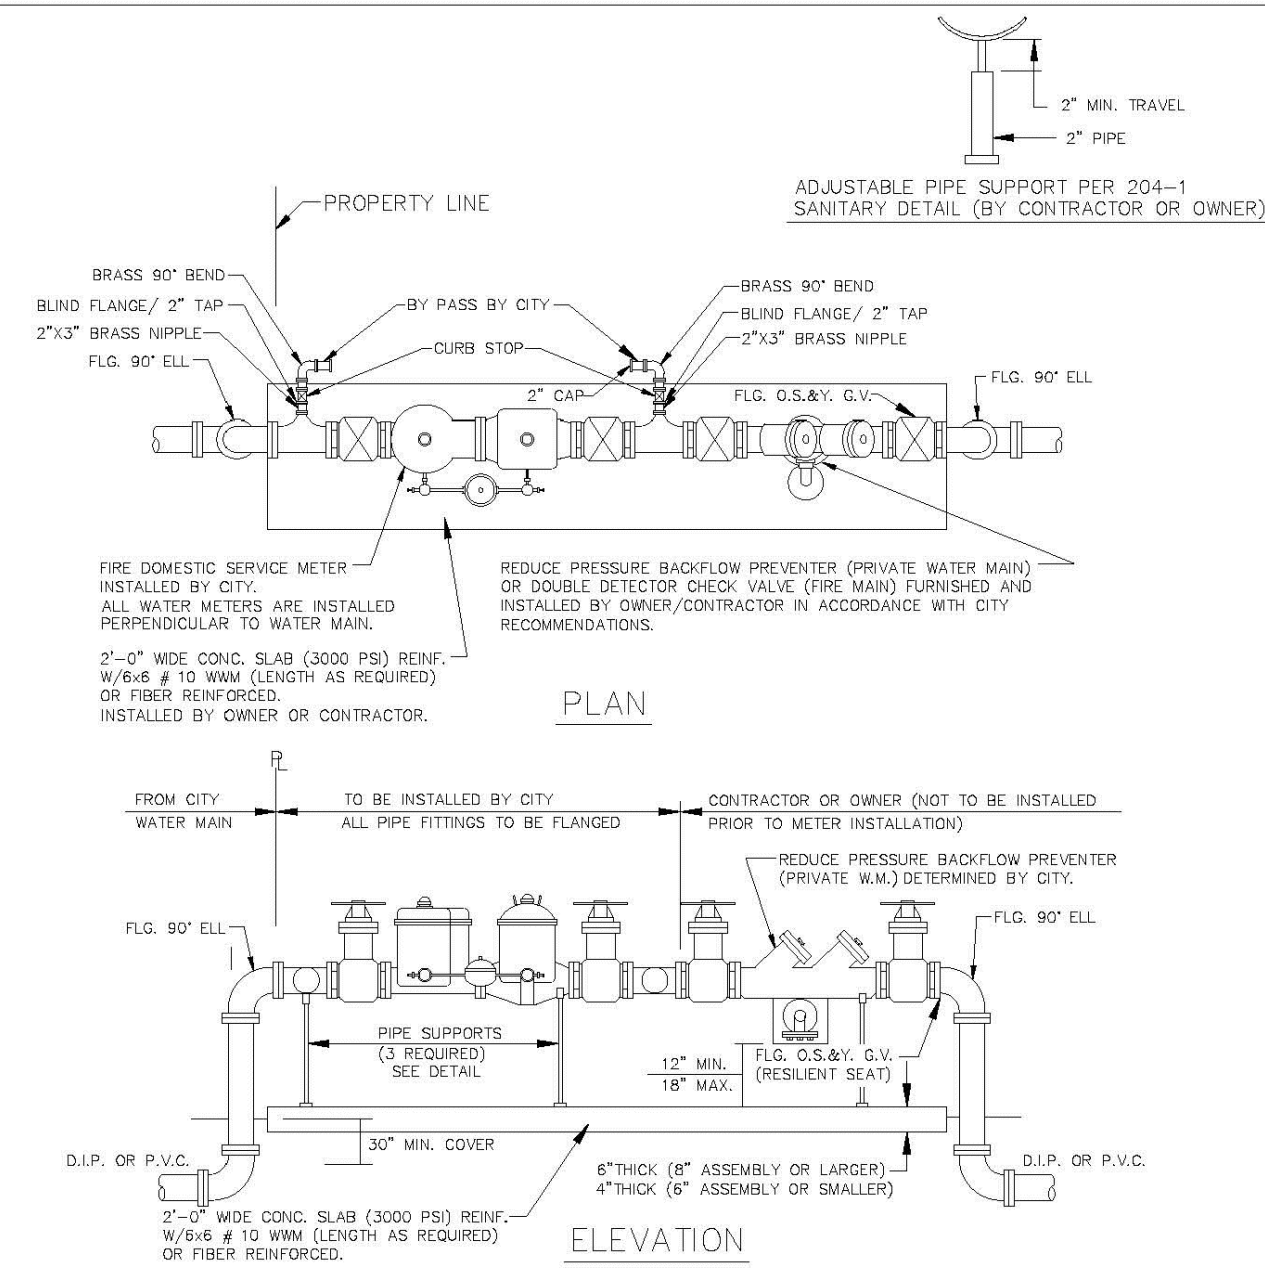 2" MIN. TRAVEL
2" PIPE
ADJUSTABLE PIPE SUPPORT PER 204-1
SANITARY DETAIL (BY CONTRACTOR OR OWNER)
PROPERTY LINE
BRASS 90° BEND
BLIND FLANGE/ 2" TAP
2"X3" BRASS NIPPLE
FLG. 90° ELL
BY PASS BY CITY
CURB STOP
2" CAP
BRASS 90° BEND
BLIND FLANGE/ 2" TAP
2"X3" BRASS NIPPLE
FLG. O.S.&Y. G.V.
FLG. 90° ELL
FIRE DOMESTIC SERVICE METER
INSTALLED BY CITY.
ALL WATER METERS ARE INSTALLED
PERPENDICULAR TO WATER MAIN.
REDUCE PRESSURE BACKFLOW PREVENTER (PRIVATE WATER MAIN)
OR DOUBLE DETECTOR CHECK VALVE (FIRE MAIN) FURNISHED AND
INSTALLED BY OWNER/CONTRACTOR IN ACCORDANCE WITH CITY
RECOMMENDATIONS.
2'-0" WIDE CONC. SLAB (3000 PSI) REINF.
W/6x6 # 10 WWM (LENGTH AS REQUIRED)
OR FIBER REINFORCED.
INSTALLED BY OWNER OR CONTRACTOR.
PLAN
PL
FROM CITY
WATER MAIN
TO BE INSTALLED BY CITY
ALL PIPE FITTINGS TO BE FLANGED
CONTRACTOR OR OWNER (NOT TO BE INSTALLED
PRIOR TO METER INSTALLATION)
REDUCE PRESSURE BACKFLOW PREVENTER
(PRIVATE W.M.) DETERMINED BY CITY.
FLG. 90° ELL
FLG. 90° ELL
PIPE SUPPORTS
(3 REQUIRED)
SEE DETAIL
12" MIN.
18" MAX.
FLG. O.S.&Y. G.V.
(RESILIENT SEAT)
30" MIN. COVER
D.I.P. OR P.V.C.
D.I.P. OR P.V.C.
6"THICK (8" ASSEMBLY OR LARGER)
4"THICK (6" ASSEMBLY OR SMALLER)
2'-0" WIDE CONC. SLAB (3000 PSI) REINF.
W/6x6 # 10 WWM (LENGTH AS REQUIRED)
OR FIBER REINFORCED.
ELEVATION